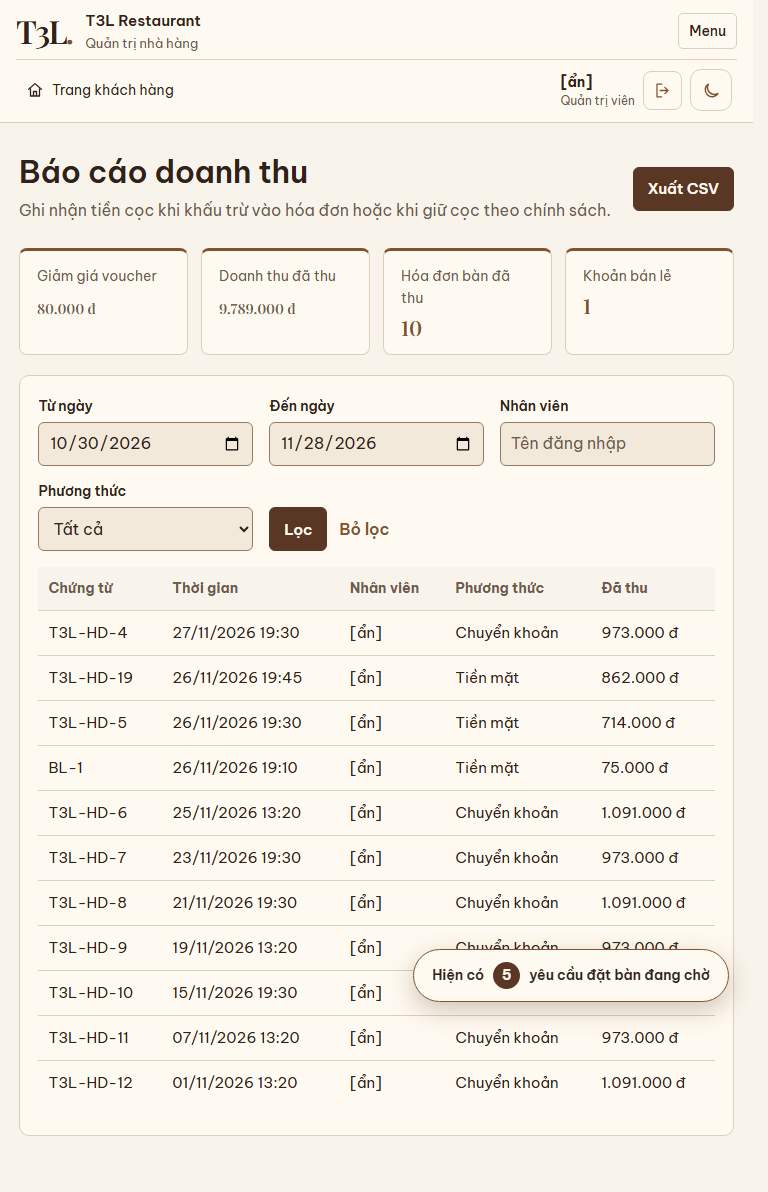 T3L.
T3L Restaurant
Quản trị nhà hàng
Menu
Trang khách hàng
[ẩn]
Quản trị viên
Báo cáo doanh thu
Ghi nhận tiền cọc khi khấu trừ vào hóa đơn hoặc khi giữ cọc theo chính sách.
Xuất CSV
Giảm giá voucher
80.000 đ
Doanh thu đã thu
9.789.000 đ
Hóa đơn bàn đã
thu
10
Khoản bán lẻ
1
Từ ngày
Đến ngày
Nhân viên
10/30/2026
11/28/2026
Tên đăng nhập
Phương thức
Tất cả
Lọc
Bỏ lọc
Chứng từ Thời gian Nhân viên Phương thức Đã thu
T3L-HD-4 27/11/2026 19:30 [ẩn] Chuyển khoản 973.000 đ
T3L-HD-19 26/11/2026 19:45 [ẩn] Tiền mặt 862.000 đ
T3L-HD-5 26/11/2026 19:30 [ẩn] Tiền mặt 714.000 đ
BL-1 26/11/2026 19:10 [ẩn] Tiền mặt 75.000 đ
T3L-HD-6 25/11/2026 13:20 [ẩn] Chuyển khoản 1.091.000 đ
T3L-HD-7 23/11/2026 19:30 [ẩn] Chuyển khoản 973.000 đ
T3L-HD-8 21/11/2026 19:30 [ẩn] Chuyển khoản 1.091.000 đ
T3L-HD-9 19/11/2026 13:20 [ẩn] Chuyển khoản 973.000 đ
Hiện có 5 yêu cầu đặt bàn đang chờ
T3L-HD-10 15/11/2026 19:30 [ẩn]
T3L-HD-11 07/11/2026 13:20 [ẩn] Chuyển khoản 973.000 đ
T3L-HD-12 01/11/2026 13:20 [ẩn] Chuyển khoản 1.091.000 đ